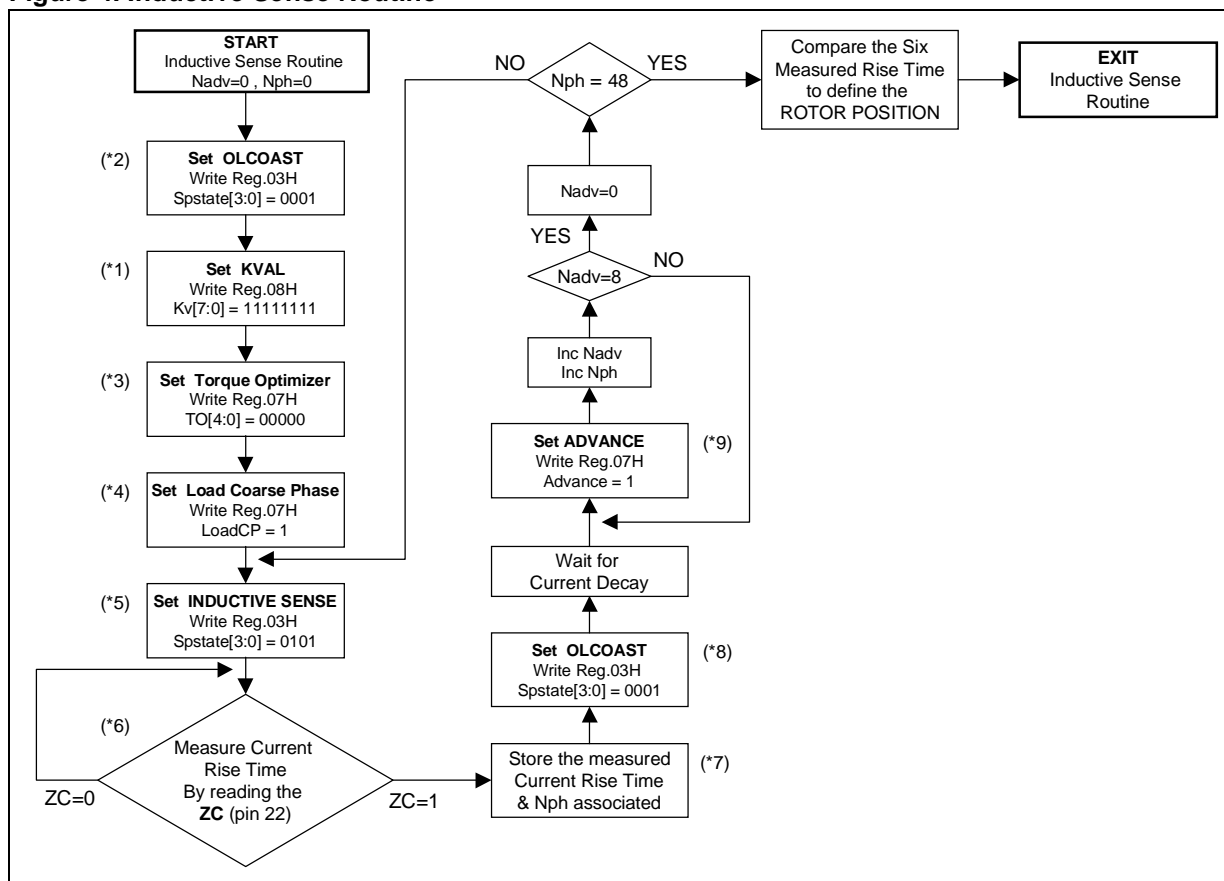 Figure 4. Inductive Sense Routine
START
Inductive Sense Routine
Nadv=0 , Nph=0
(*2)
Set OLCOAST
Write Reg.03H
Spstate[3:0] = 0001
(*1)
Set KVAL
Write Reg.08H
Kv[7:0] = 11111111
(*3)
Set Torque Optimizer
Write Reg.07H
TO[4:0] = 00000
(*4)
Set Load Coarse Phase
Write Reg.07H
LoadCP = 1
(*5)
Set INDUCTIVE SENSE
Write Reg.03H
Spstate[3:0] = 0101
(*6)
Measure Current
Rise Time
By reading the
ZC (pin 22)
ZC=0
ZC=1
Store the measured
Current Rise Time
& Nph associated
(*7)
Set OLCOAST
Write Reg.03H
Spstate[3:0] = 0001
(*8)
Wait for
Current Decay
Set ADVANCE
Write Reg.07H
Advance = 1
(*9)
Inc Nadv
Inc Nph
Nadv=8
NO
YES
Nadv=0
Nph = 48
NO
YES
Compare the Six
Measured Rise Time
to define the
ROTOR POSITION
EXIT
Inductive Sense
Routine